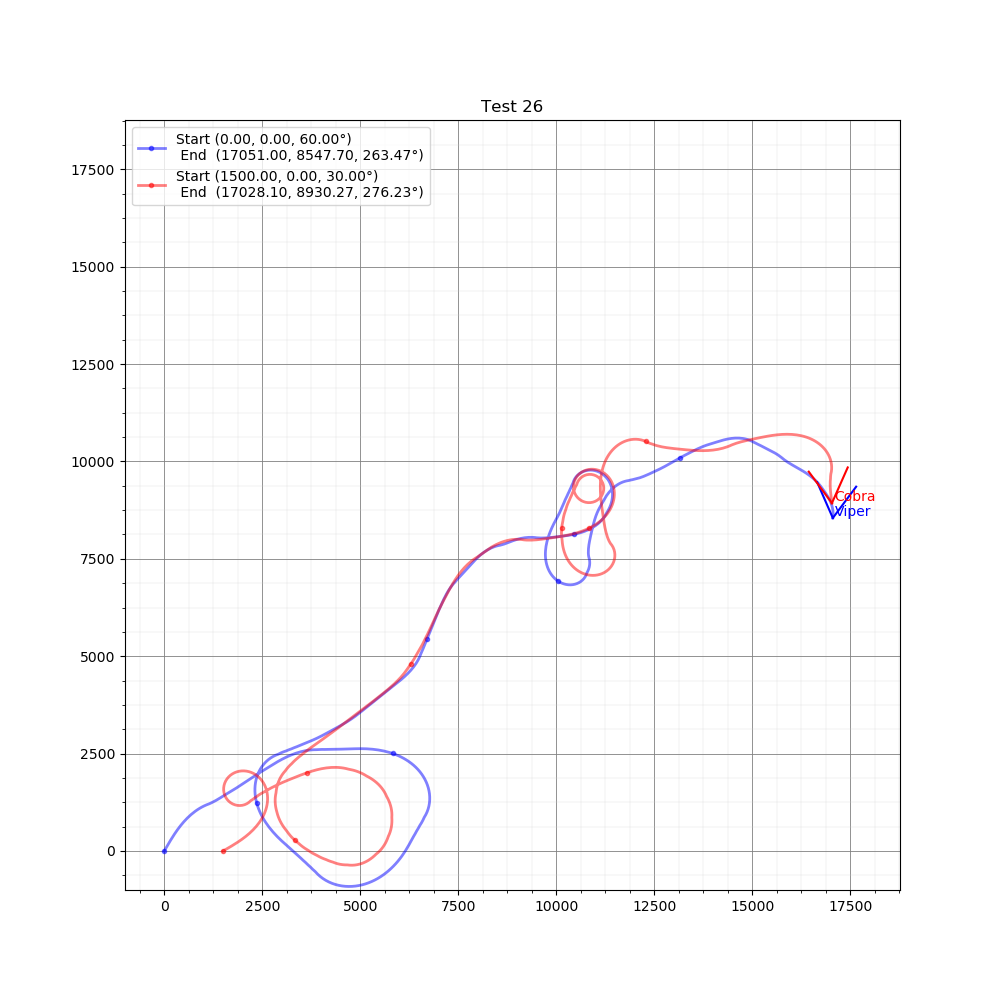 Test 26
Start (0.00, 0.00, 60.00°)
End (17051.00, 8547.70, 263.47°)
Start (1500.00, 0.00, 30.00°)
End (17028.10, 8930.27, 276.23°)
17500
15000
12500
10000
7500
5000
2500
0
Cobra
Viper
0 2500 5000 7500 10000 12500 15000 17500